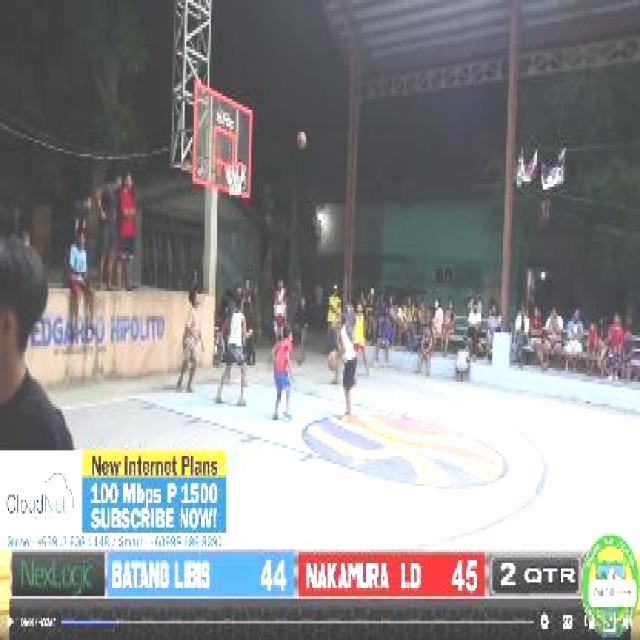 EDGARDO HIPOLITO
New Internet Plans
CloudNet
100 Mbps P 1500
SUBSCRIBE NOW!
NexLogic BATANG LIBIS 44 NAKAMURA I.D 45 2 QTR